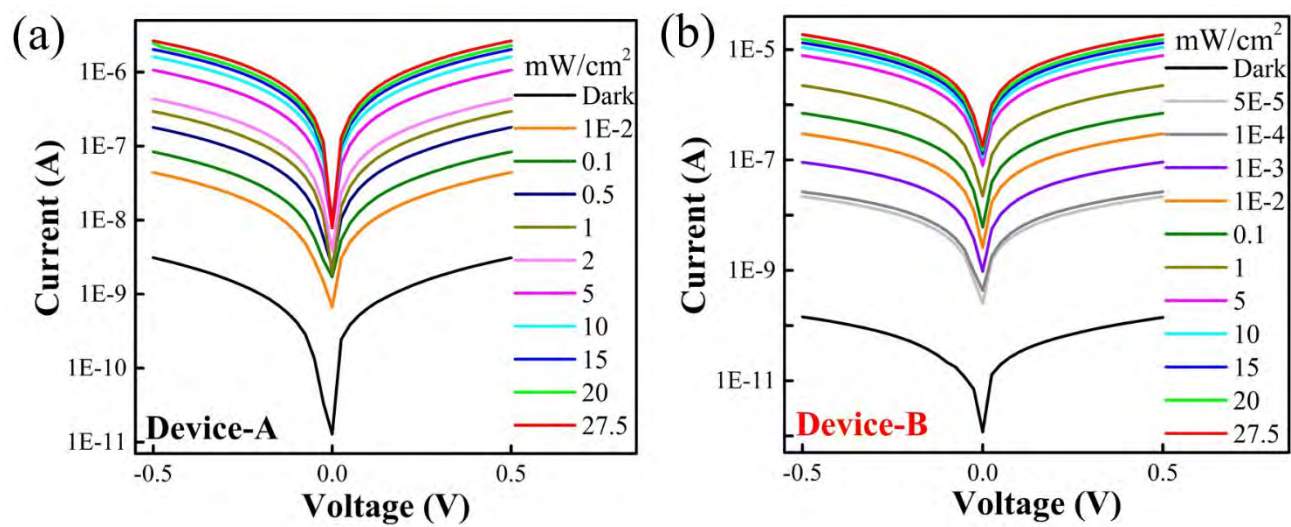 (a)
Current (A)
1E-6
1E-7
1E-8
1E-9
1E-10
1E-11
-0.5
0.0
0.5
Voltage (V)
Device-A
mW/cm²
Dark
1E-2
0.1
0.5
1
2
5
10
15
20
27.5
(b)
Current (A)
1E-5
1E-7
1E-9
1E-11
-0.5
0.0
0.5
Voltage (V)
Device-B
mW/cm²
Dark
5E-5
1E-4
1E-3
1E-2
0.1
1
5
10
15
20
27.5